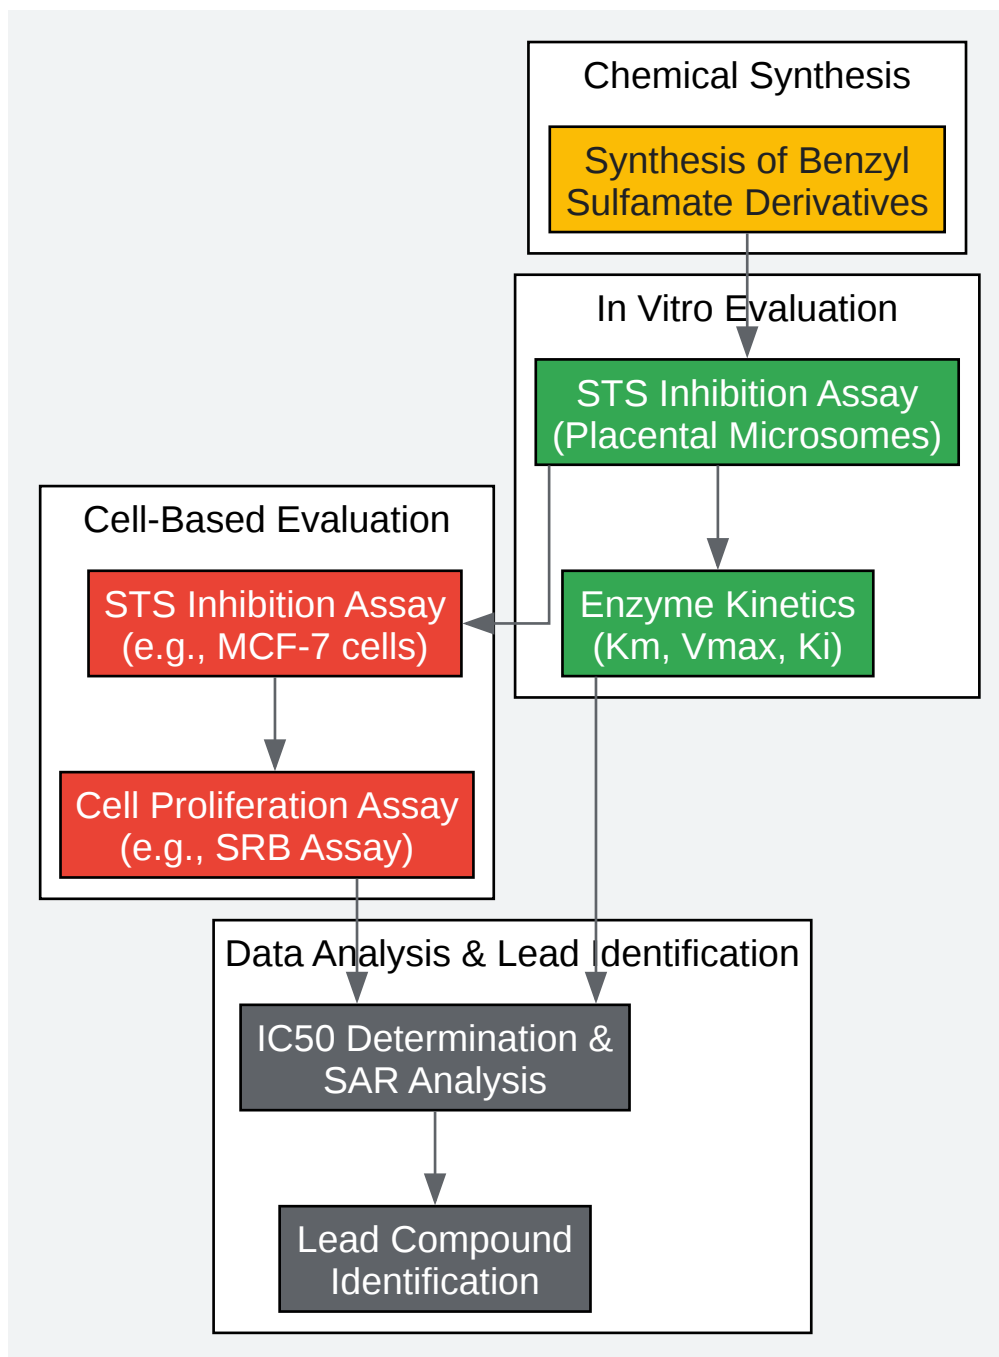 Chemical Synthesis
Synthesis of Benzyl
Sulfamate Derivatives
In Vitro Evaluation
STS Inhibition Assay
(Placental Microsomes)
Enzyme Kinetics
(Km, Vmax, Ki)
Cell-Based Evaluation
STS Inhibition Assay
(e.g., MCF-7 cells)
Cell Proliferation Assay
(e.g., SRB Assay)
Data Analysis & Lead Identification
IC50 Determination &
SAR Analysis
Lead Compound
Identification